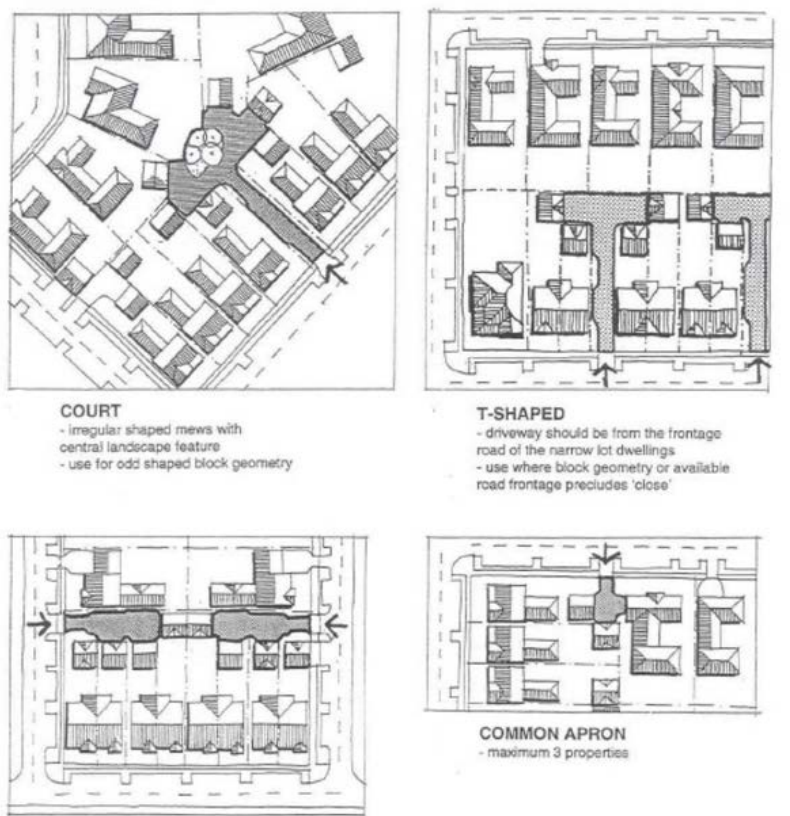 COURT
- irregular shaped mews with
central landscape feature
- use for odd shaped block geometry
T-SHAPED
- driveway should be from the frontage
road of the narrow lot dwellings
- use where block geometry or available
road frontage precludes 'close'
COMMON APRON
- maximum 3 properties